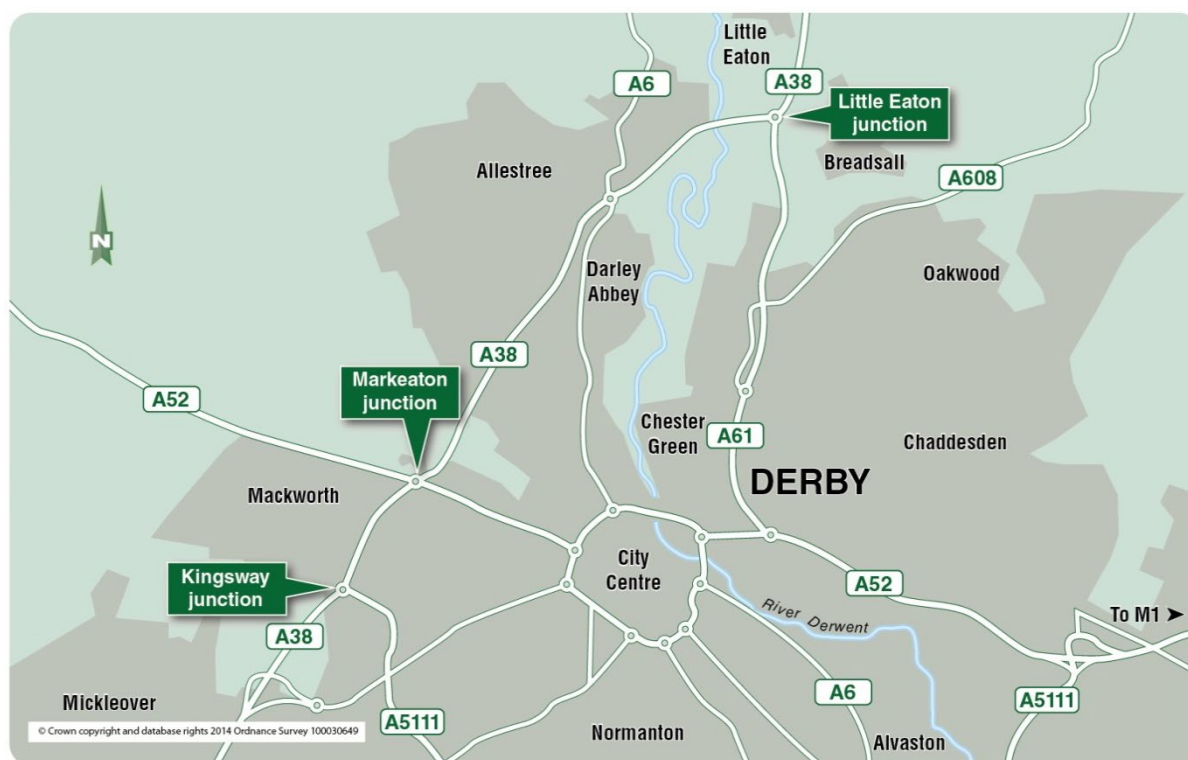 Little
Eaton
A6
A38
Little Eaton
junction
Breadsall
Allestree
A608
N
Darley
Abbey
Oakwood
A38
Markeaton
junction
A52
Chester
Green
A61
Chaddesden
DERBY
Mackworth
City
Centre
Kingsway
junction
A52
River Derwent
To M1 ➤
A38
Mickleover
A6
A5111
A5111
© Crown copyright and database rights 2014 Ordnance Survey 100030649
Normanton
Alvaston